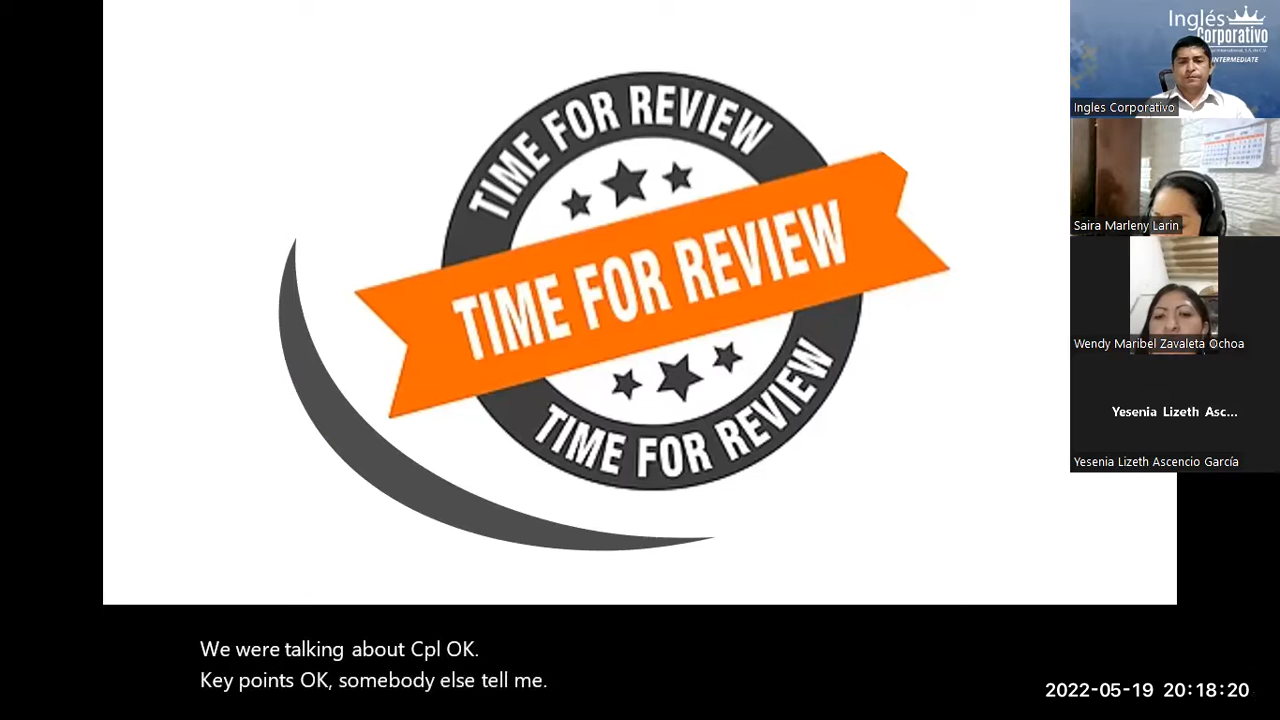 TIME FOR REVIEW
TIME FOR REVIEW
TIME FOR REVIEW
Inglés
Corporativo
INTERMEDIATE
Ingles Corporativo
Saira Marleny Larin
Wendy Maribel Zavaleta Ochoa
Yesenia Lizeth Asc...
Yesenia Lizeth Ascencio García
We were talking about Cpl OK.
Key points OK, somebody else tell me.
2022-05-19 20:18:20